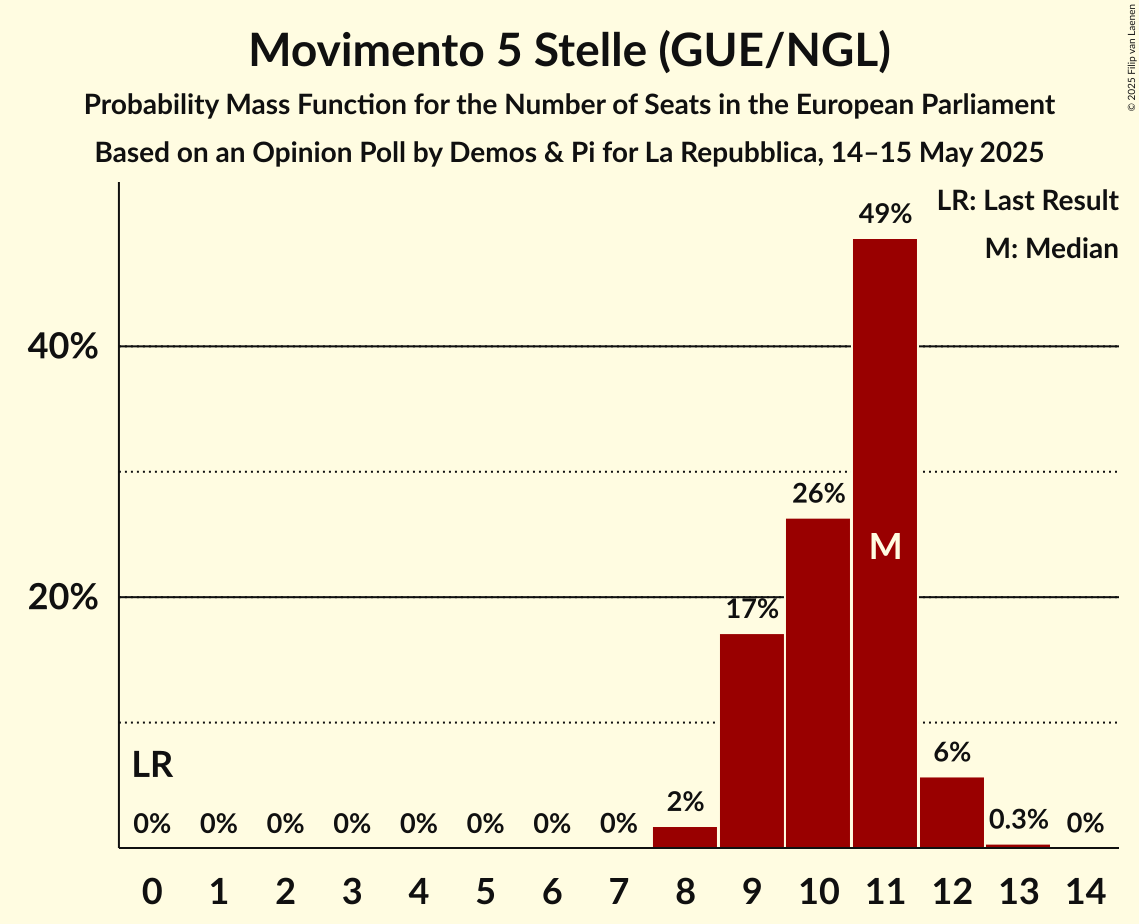 Movimento 5 Stelle (GUE/NGL)
Probability Mass Function for the Number of Seats in the European Parliament
Based on an Opinion Poll by Demos & Pi for La Repubblica, 14–15 May 2025
© 2025 Filip van Laenen
LR: Last Result
M: Median
49%
40%
26%
M
20%
17%
LR
6%
2%
0% 0% 0% 0% 0% 0% 0% 0% 0.3% 0%
0 1 2 3 4 5 6 7 8 9 10 11 12 13 14